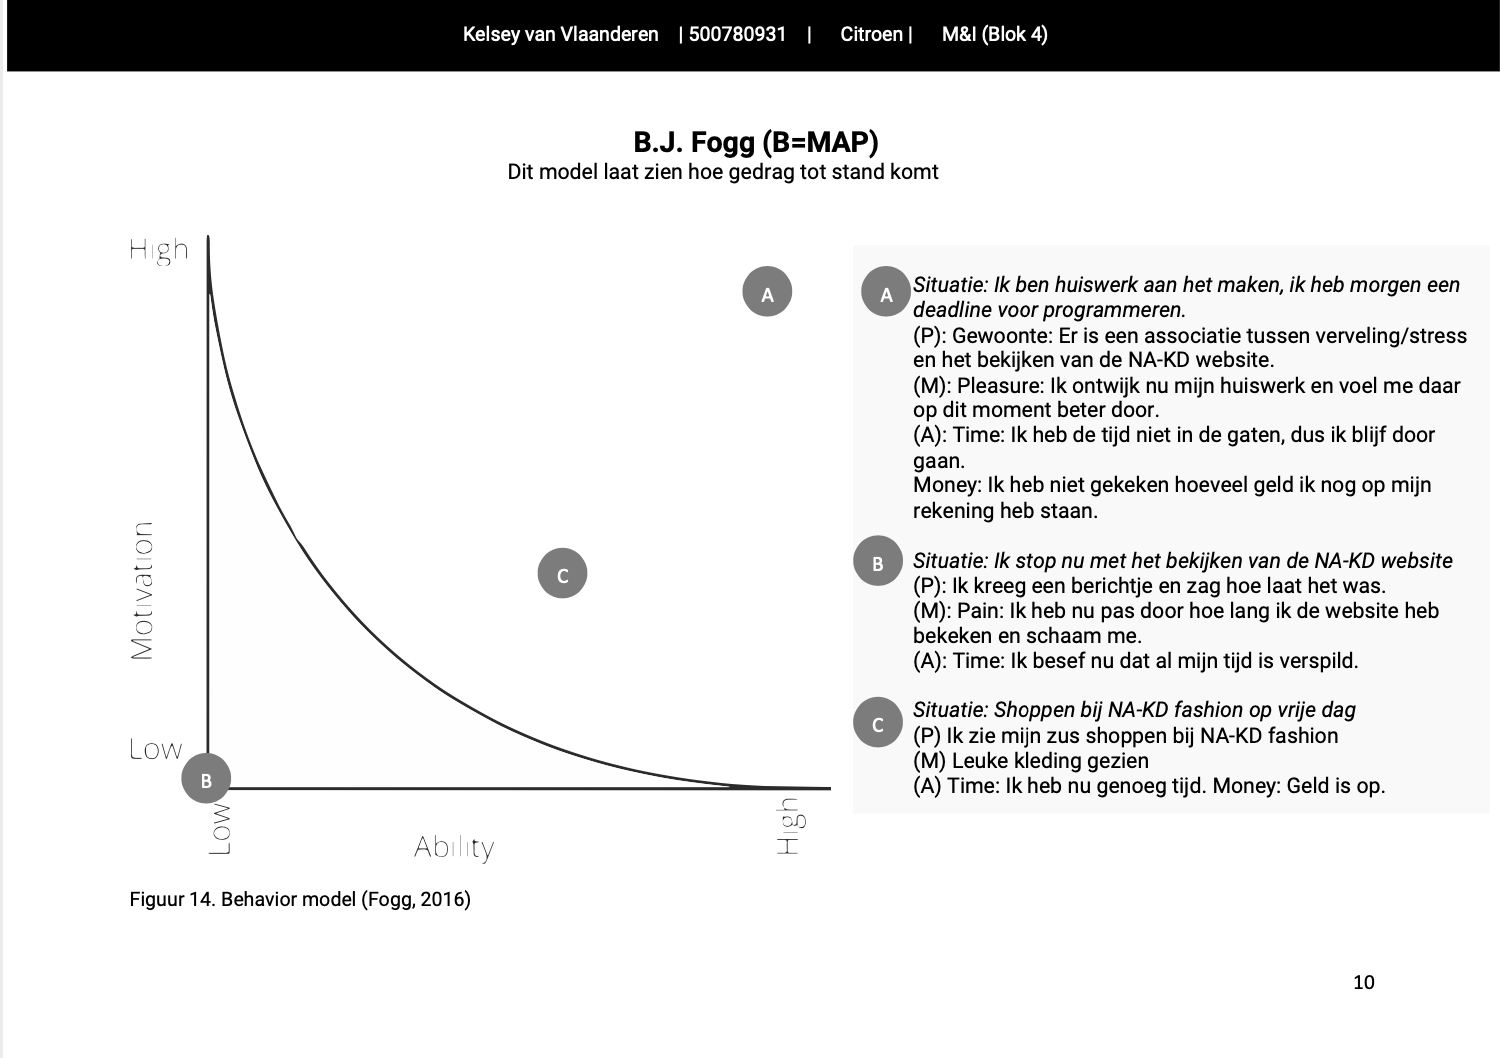 Kelsey van Vlaanderen | 500780931 | Citroen | M&I (Blok 4)
B.J. Fogg (B=MAP)
Dit model laat zien hoe gedrag tot stand komt
High
Motivation
Low
Low
Ability
High
A
C
B
A
Situatie: Ik ben huiswerk aan het maken, ik heb morgen een
deadline voor programmeren.
(P): Gewoonte: Er is een associatie tussen verveling/stress
en het bekijken van de NA-KD website.
(M): Pleasure: Ik ontwijk nu mijn huiswerk en voel me daar
op dit moment beter door.
(A): Time: Ik heb de tijd niet in de gaten, dus ik blijf door
gaan.
Money: Ik heb niet gekeken hoeveel geld ik nog op mijn
rekening heb staan.
B
Situatie: Ik stop nu met het bekijken van de NA-KD website
(P): Ik kreeg een berichtje en zag hoe laat het was.
(M): Pain: Ik heb nu pas door hoe lang ik de website heb
bekeken en schaam me.
(A): Time: Ik besef nu dat al mijn tijd is verspild.
C
Situatie: Shoppen bij NA-KD fashion op vrije dag
(P) Ik zie mijn zus shoppen bij NA-KD fashion
(M) Leuke kleding gezien
(A) Time: Ik heb nu genoeg tijd. Money: Geld is op.
Figuur 14. Behavior model (Fogg, 2016)
10